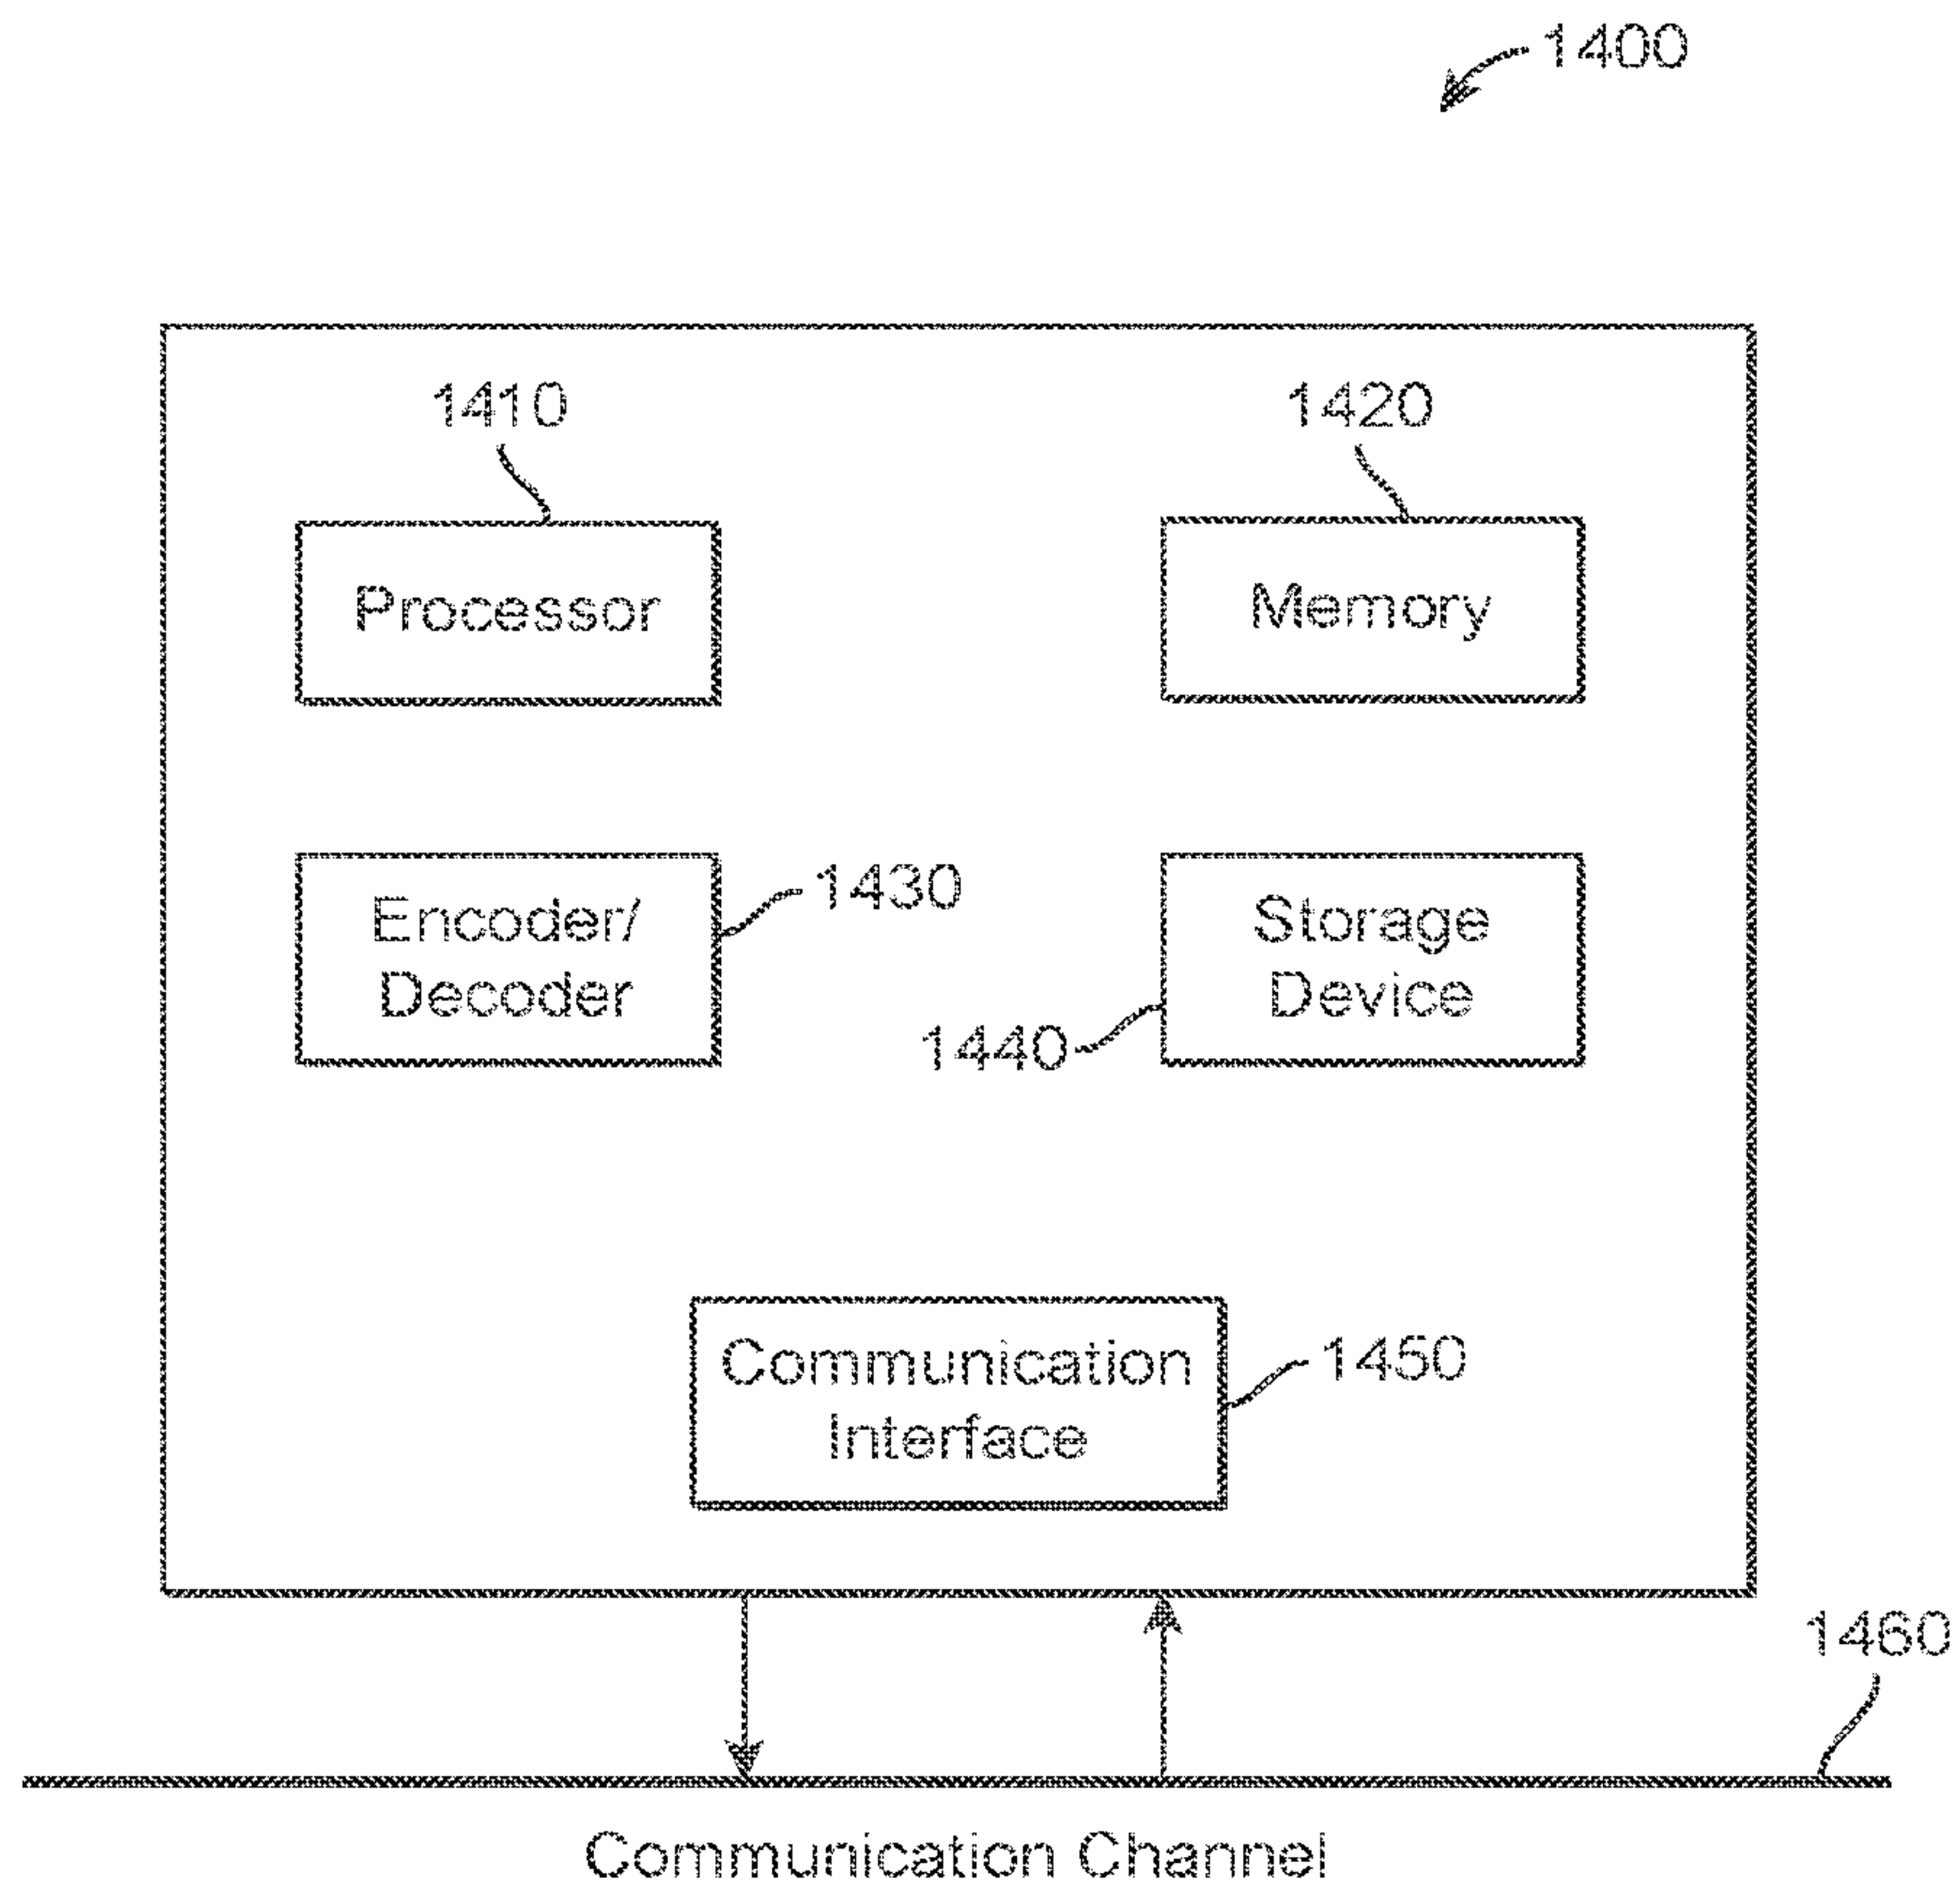 1400
1410
1420
Processor
Memory
Encoder/
Decoder
1430
Storage
Device
1440
Communication
Interface
1450
1460
Communication Channel